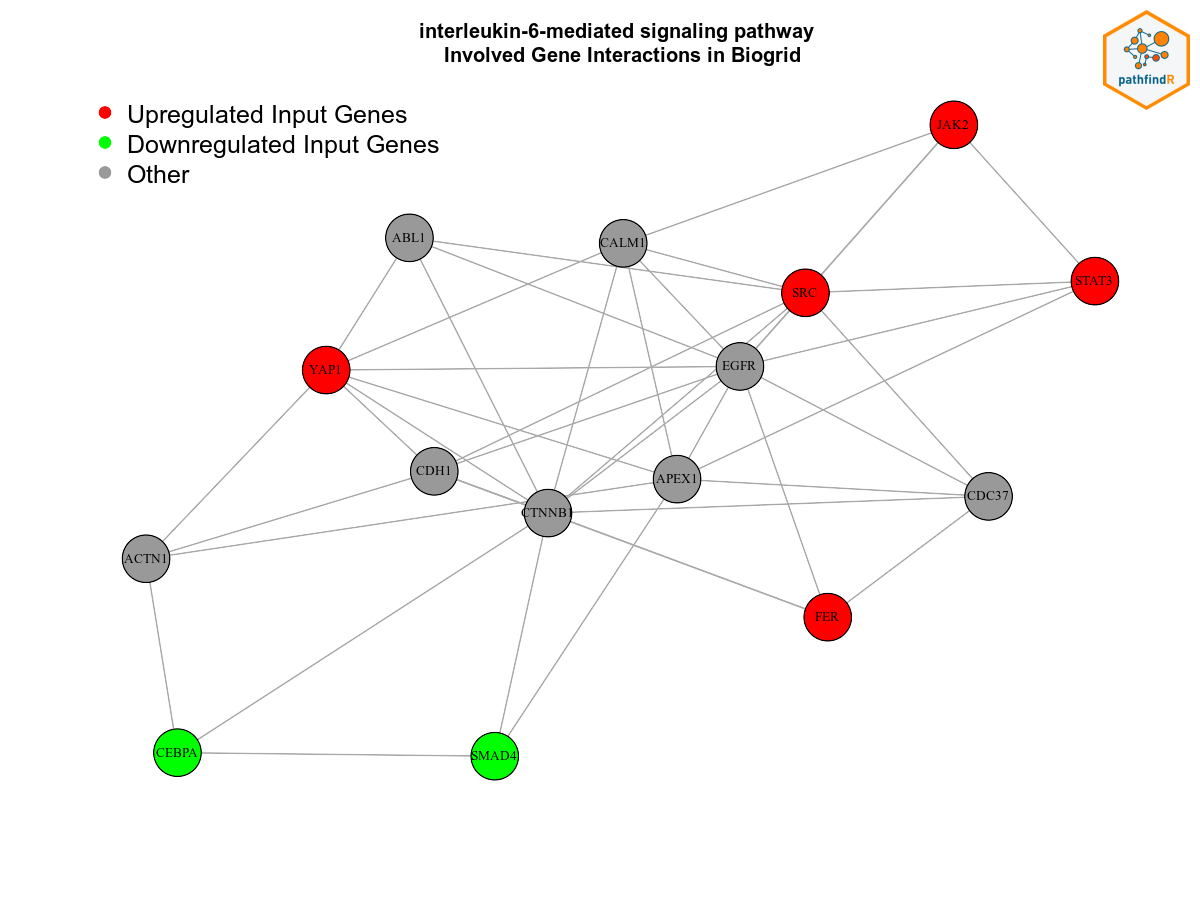 interleukin-6-mediated signaling pathway
Involved Gene Interactions in Biogrid
pathfindR
Upregulated Input Genes
Downregulated Input Genes
Other
JAK2
ABL1
CALM1
STAT3
SRC
EGFR
YAP1
CDH1
APEX1
CDC37
CTNNB1
ACTN1
FER
CEBPA
SMAD4